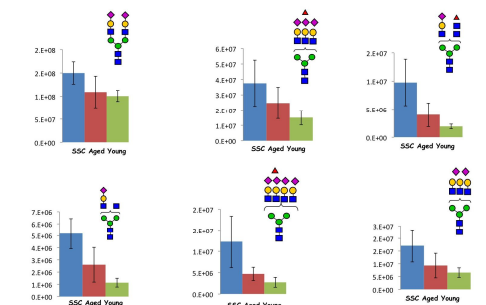 2.E+08
2.E+08
1.E+08
5.E+07
0.E+00
SSC Aged Young
6.E+07
5.E+07
4.E+07
3.E+07
2.E+07
1.E+07
0.E+00
SSC Aged Young
2.E+07
1.E+07
5.E+06
0.E+00
SSC Aged Young
7.E+06
6.E+06
5.E+06
4.E+06
3.E+06
2.E+06
1.E+06
0.E+00
SSC Aged Young
2.E+07
2.E+07
1.E+07
5.E+06
0.E+00
3.E+07
2.E+07
2.E+07
1.E+07
5.E+06
0.E+00
SSC Aged Young